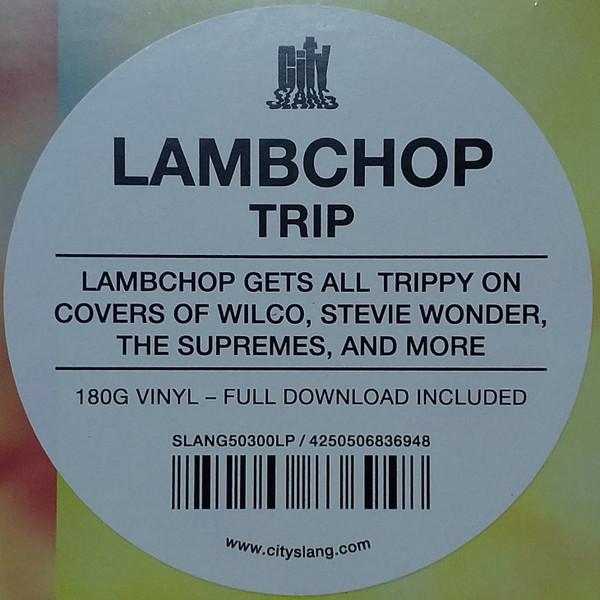 City
SLANG
LAMBCHOP
TRIP
LAMBCHOP GETS ALL TRIPPY ON
COVERS OF WILCO, STEVIE WONDER,
THE SUPREMES, AND MORE
180G VINYL – FULL DOWNLOAD INCLUDED
SLANG50300LP / 4250506836948
www.cityslang.com